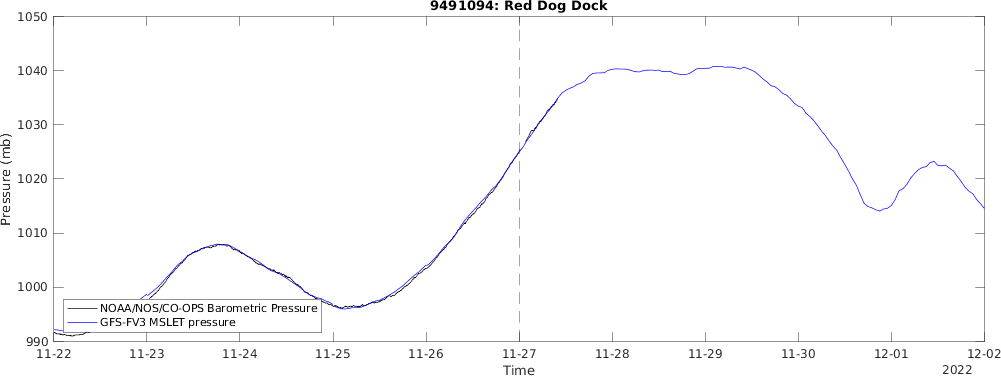 9491094: Red Dog Dock
1050
1040
1030
1020
1010
1000
990
Pressure (mb)
NOAA/NOS/CO-OPS Barometric Pressure
GFS-FV3 MSLET pressure
11-22 11-23 11-24 11-25 11-26 11-27 11-28 11-29 11-30 12-01 12-02
Time
2022